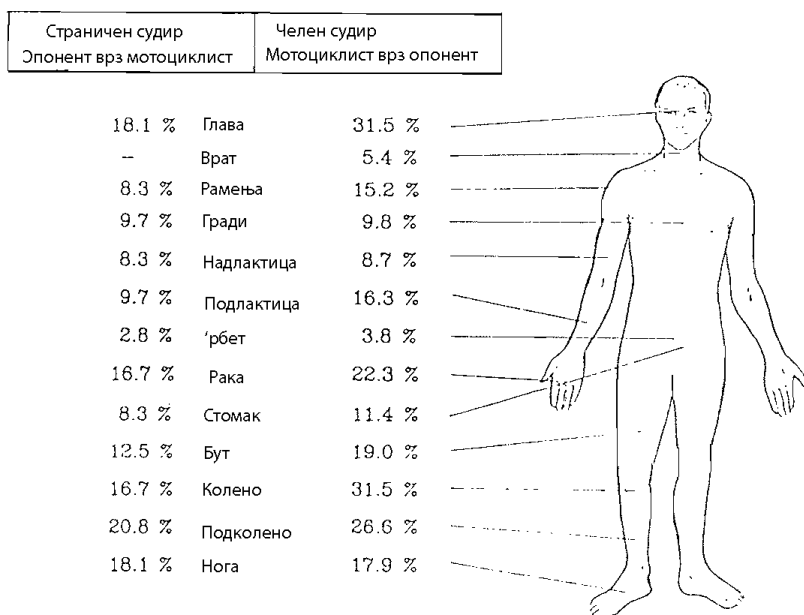 Страничен судир Челен судир
Эпонент врз мотоциклист Мотоциклист врз опонент
18.1 % Глава 31.5 %
-- Врат 5.4 %
8.3 % Рамења 15.2 %
9.7 % Гради 9.8 %
8.3 % Надлактица 8.7 %
9.7 % Подлактица 16.3 %
2.8 % ‘рбет 3.8 %
16.7 % Рака 22.3 %
8.3 % Стомак 11.4 %
12.5 % Бут 19.0 %
16.7 % Колено 31.5 %
20.8 % Подколено 26.6 %
18.1 % Нога 17.9 %